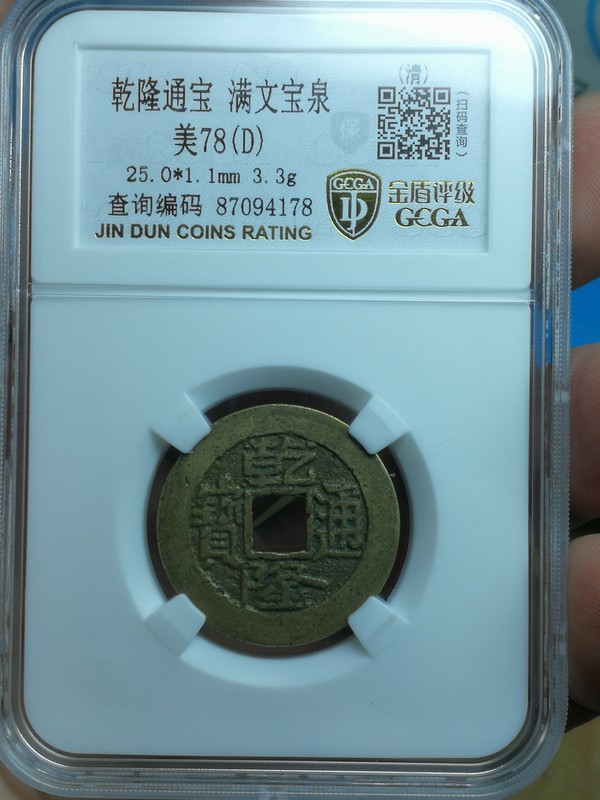 乾隆通宝 满文宝泉
美78(D)
25.0*1.1mm 3.3g
查询编码 87094178
JIN DUN COINS RATING
(清)
(扫码查询)
保
GCGA
金盾评级
GCGA
乾
隆
通
寶